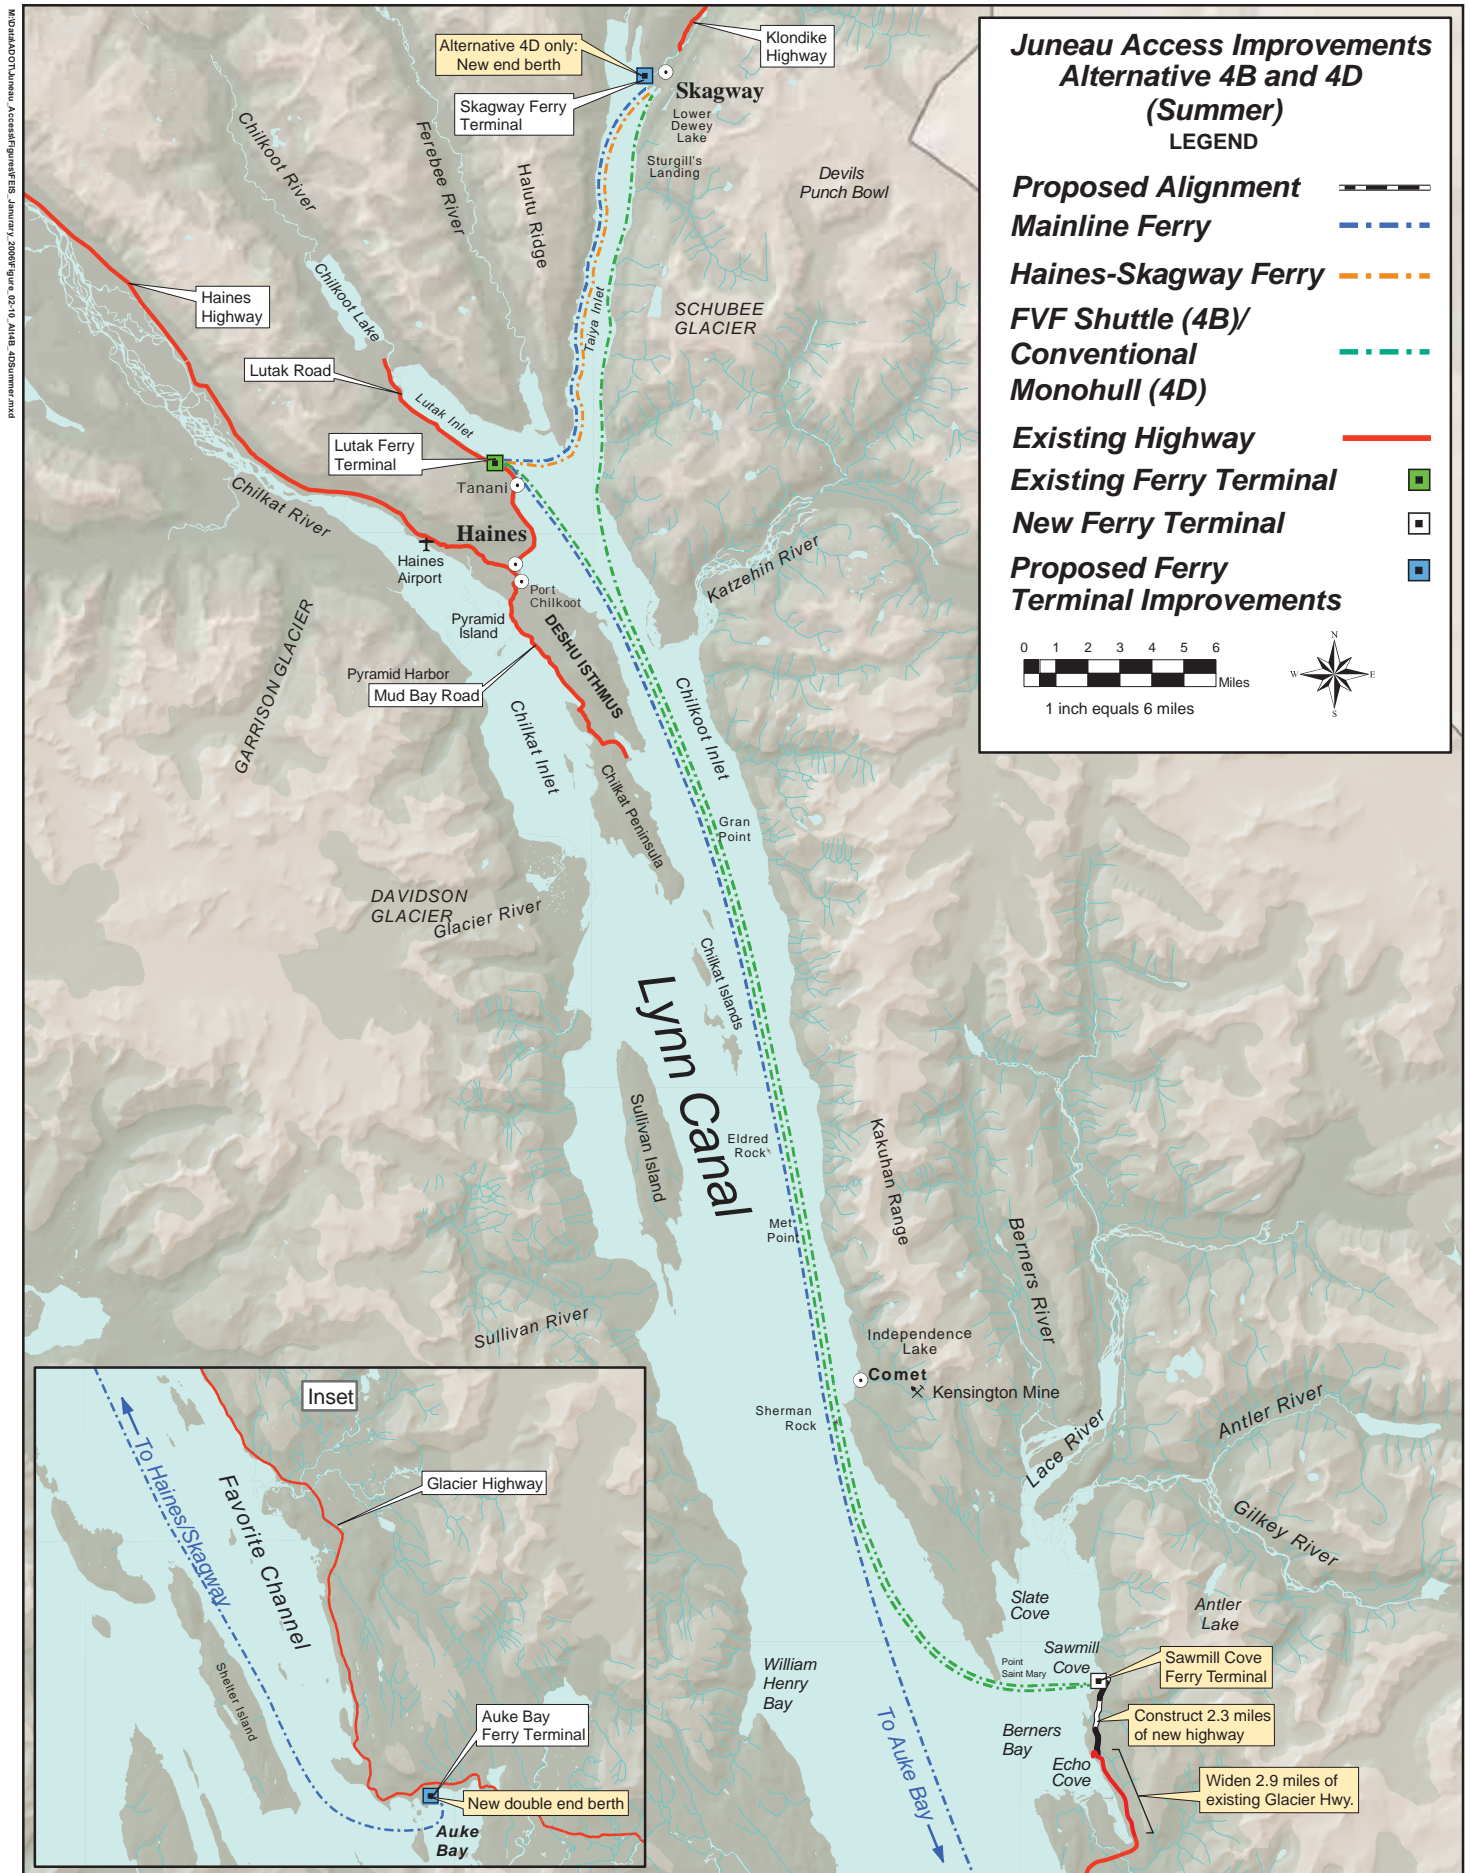 M:\Data\ADOT\Juneau_Access\Figures\FEIS_Janurary_2006\Figure_02-10_Alt4B_4DSummer.mxd
Juneau Access Improvements
Alternative 4B and 4D
(Summer)
LEGEND
Proposed Alignment
Mainline Ferry
Haines-Skagway Ferry
FVF Shuttle (4B)/
Conventional
Monohull (4D)
Existing Highway
Existing Ferry Terminal
New Ferry Terminal
Proposed Ferry
Terminal Improvements
0 1 2 3 4 5 6
Miles
1 inch equals 6 miles
N
W
E
S
Klondike
Highway
Alternative 4D only:
New end berth
Skagway
Skagway Ferry
Terminal
Lower
Dewey
Lake
Sturgill's
Landing
Devils
Punch Bowl
Chilkoot River
Ferebee River
Halutu Ridge
Taiya Inlet
SCHUBEE
GLACIER
Haines
Highway
Chilkoot Lake
Lutak Road
Lutak Inlet
Lutak Ferry
Terminal
Tanani
Chilkat River
Haines
Haines
Airport
Port
Chilkoot
Katzehin River
Pyramid
Island
DESHU ISTHMUS
GARRISON GLACIER
Pyramid Harbor
Mud Bay Road
Chilkat Inlet
Chilkoot Inlet
Chilkat Peninsula
Gran
Point
DAVIDSON
GLACIER
Glacier River
Chilkat Islands
Lynn Canal
Sullivan Island
Eldred
Rock
Kakuhan Range
Met
Point
Berners River
Sullivan River
Independence
Lake
Comet
Kensington Mine
Sherman
Rock
Lace River
Antler River
Gilkey River
Slate
Cove
Antler
Lake
Sawmill
Cove
Point
Saint Mary
Sawmill Cove
Ferry Terminal
William
Henry
Bay
Construct 2.3 miles
of new highway
Berners
Bay
Echo
Cove
Widen 2.9 miles of
existing Glacier Hwy.
To Auke Bay
Inset
To Haines/Skagway
Favorite Channel
Glacier Highway
Shelter Island
Auke Bay
Ferry Terminal
New double end berth
Auke
Bay